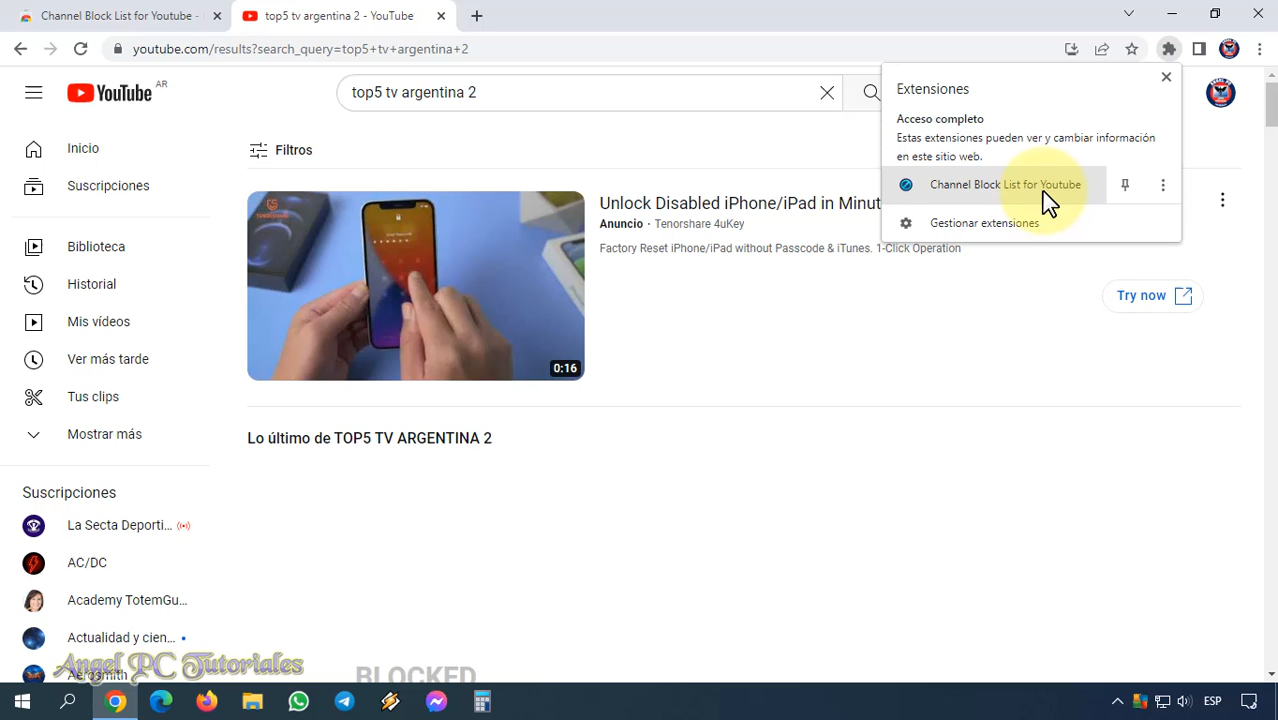 Channel Block List for Youtube -
top5 tv argentina 2 - YouTube
youtube.com/results?search_query=top5+tv+argentina+2
YouTube AR
top5 tv argentina 2
Extensiones
Acceso completo
Estas extensiones pueden ver y cambiar información
en este sitio web.
Channel Block List for Youtube
Gestionar extensiones
Inicio
Suscripciones
Biblioteca
Historial
Mis vídeos
Ver más tarde
Tus clips
Mostrar más
Suscripciones
La Secta Deporti...
AC/DC
Academy TotemGu...
Actualidad y cien...
Aerosmith
Filtros
0:16
Unlock Disabled iPhone/iPad in Minut
Anuncio • Tenorshare 4uKey
Factory Reset iPhone/iPad without Passcode & iTunes. 1-Click Operation
Try now
Lo último de TOP5 TV ARGENTINA 2
BLOCKED
Angel PC Tutoriales
ESP